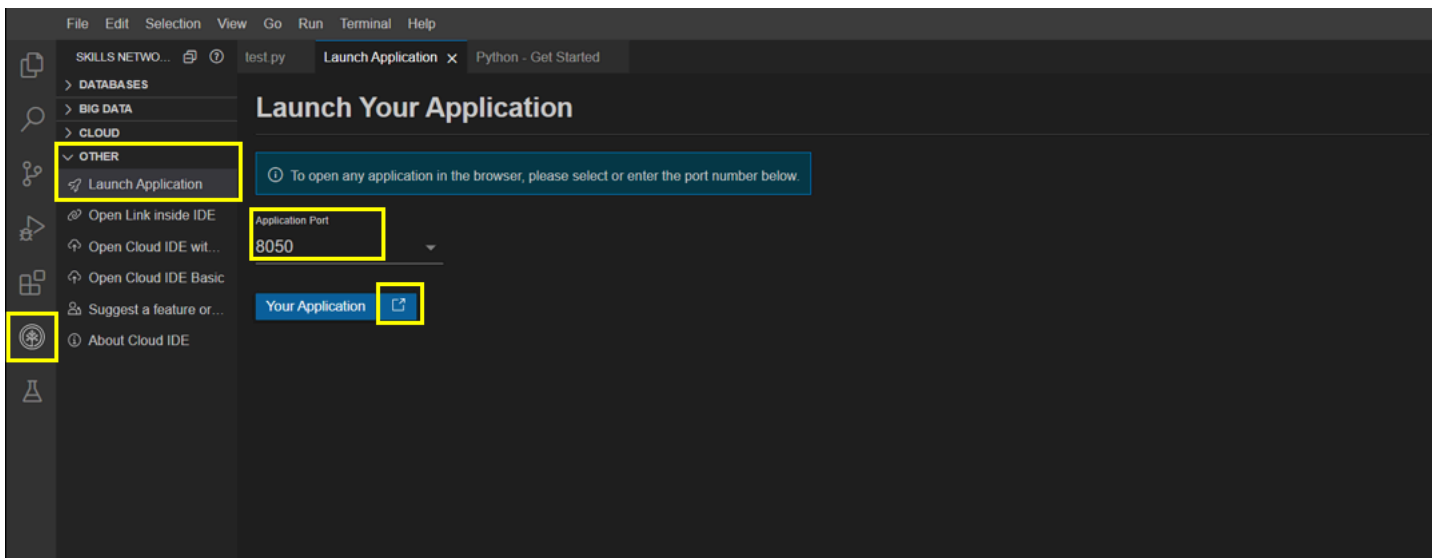 File Edit Selection View Go Run Terminal Help
SKILLS NETWO...
test.py Launch Application Python - Get Started
DATABASES
BIG DATA
CLOUD
OTHER
Launch Application
Open Link inside IDE
Open Cloud IDE wit...
Open Cloud IDE Basic
Suggest a feature or...
About Cloud IDE
Launch Your Application
To open any application in the browser, please select or enter the port number below.
Application Port
8050
Your Application